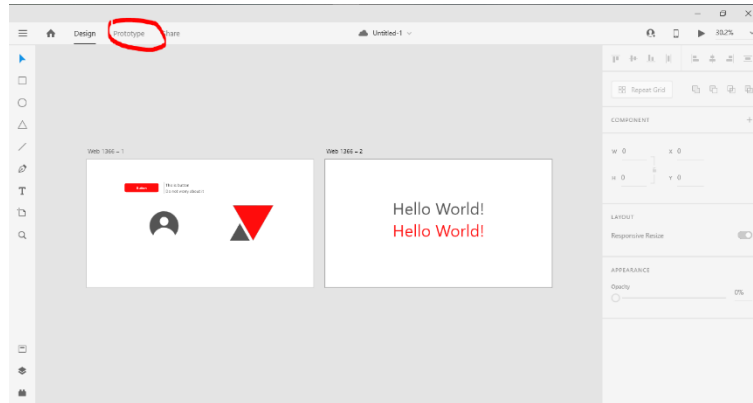 Design Prototype Share
Untitled-1
30.2%
Repeat Grid
COMPONENT
W 0 X 0
H 0 Y 0
LAYOUT
Responsive Resize
APPEARANCE
Opacity
0%
Web 1366 – 1
Web 1366 – 2
Hello World!
Hello World!
T